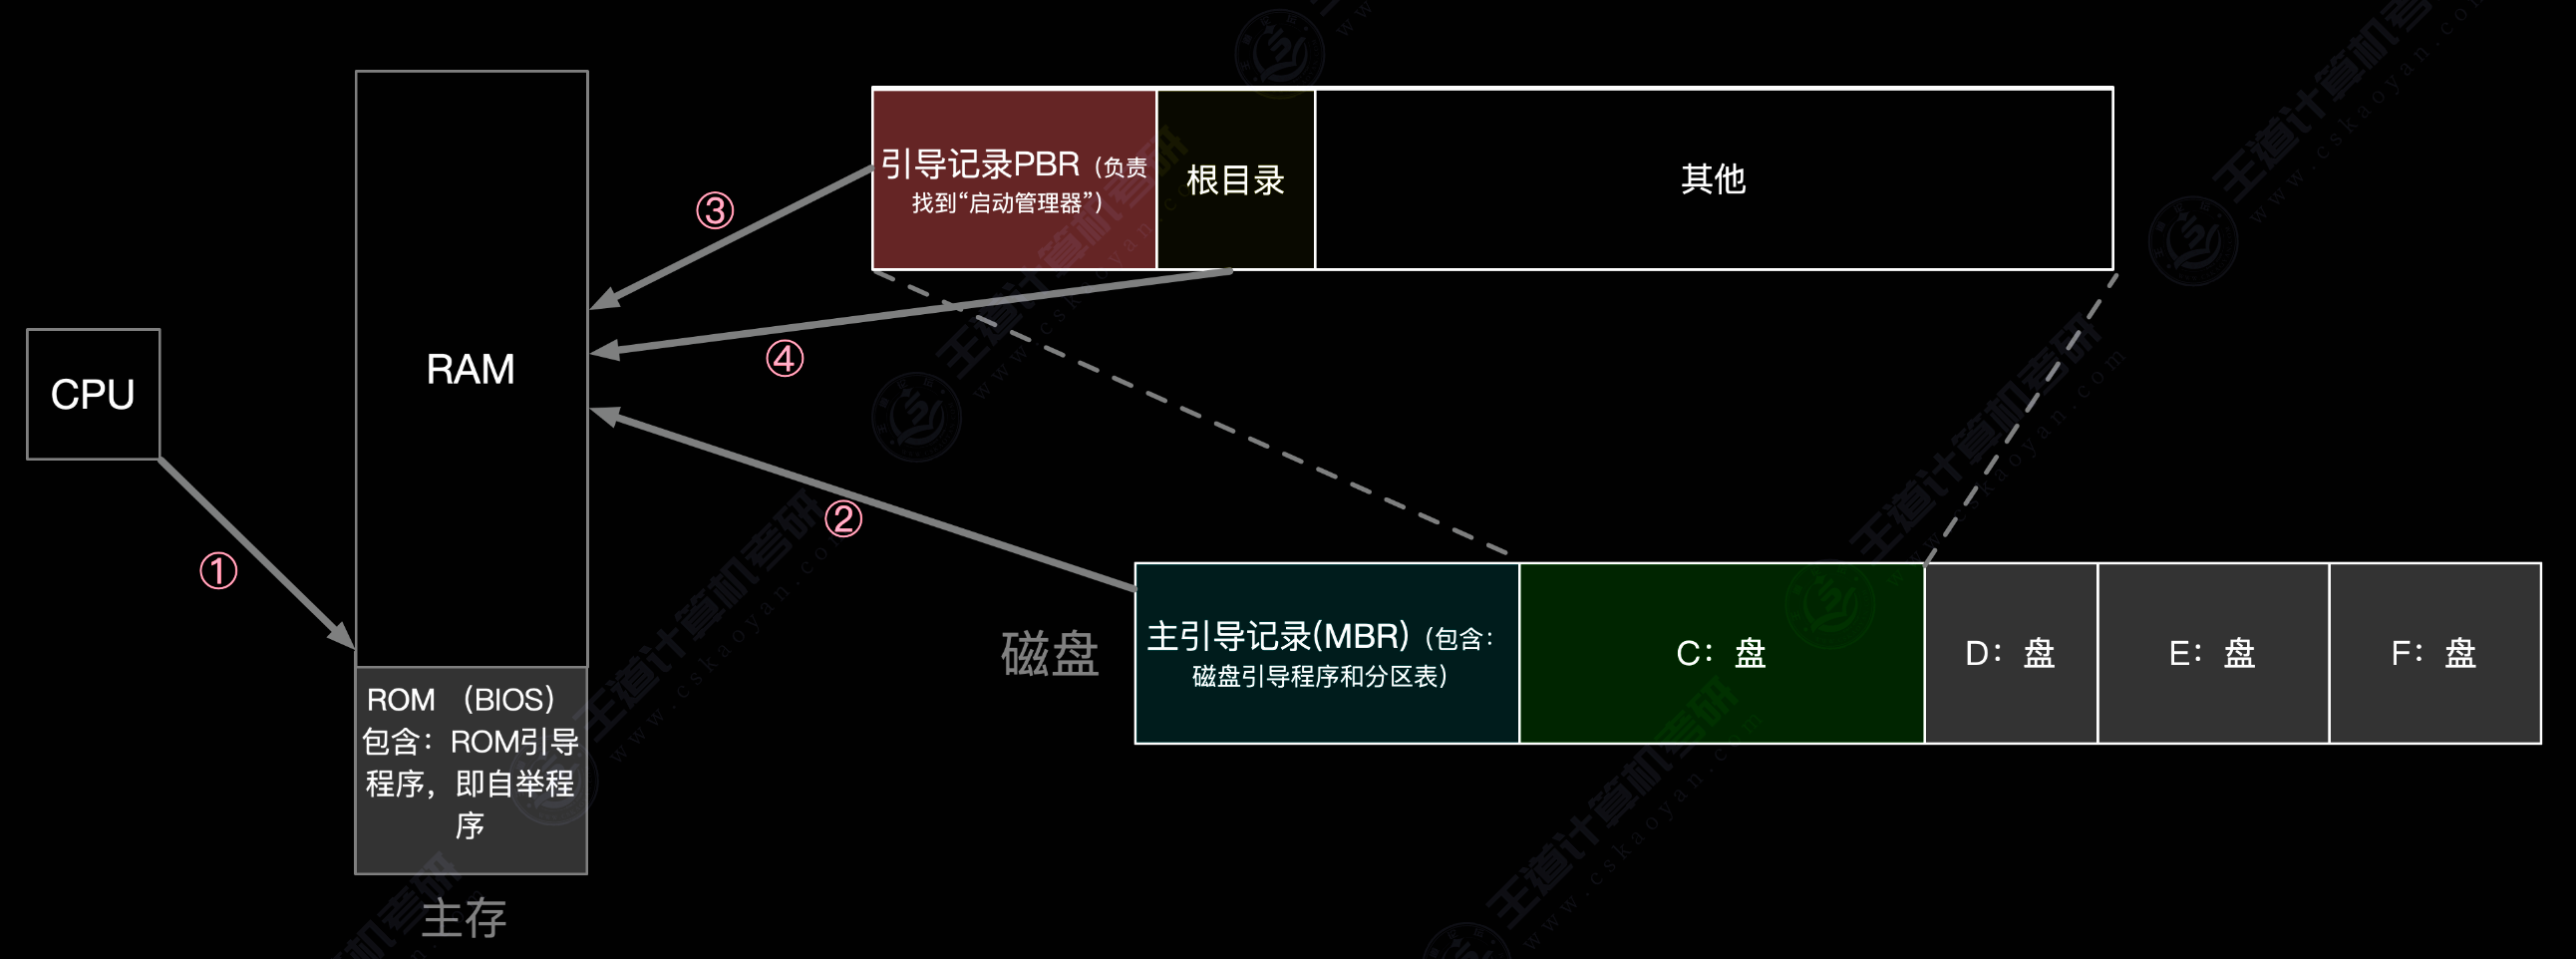 引导记录PBR（负责
找到“启动管理器”）
根目录
其他
③
④
RAM
CPU
②
①
主引导记录(MBR)（包含：
磁盘引导程序和分区表）
磁盘
C：盘
D：盘
E：盘
F：盘
ROM （BIOS）
包含：ROM引导
程序，即自举程
序
主存
王道计算机考研
www.cskaoyan.com